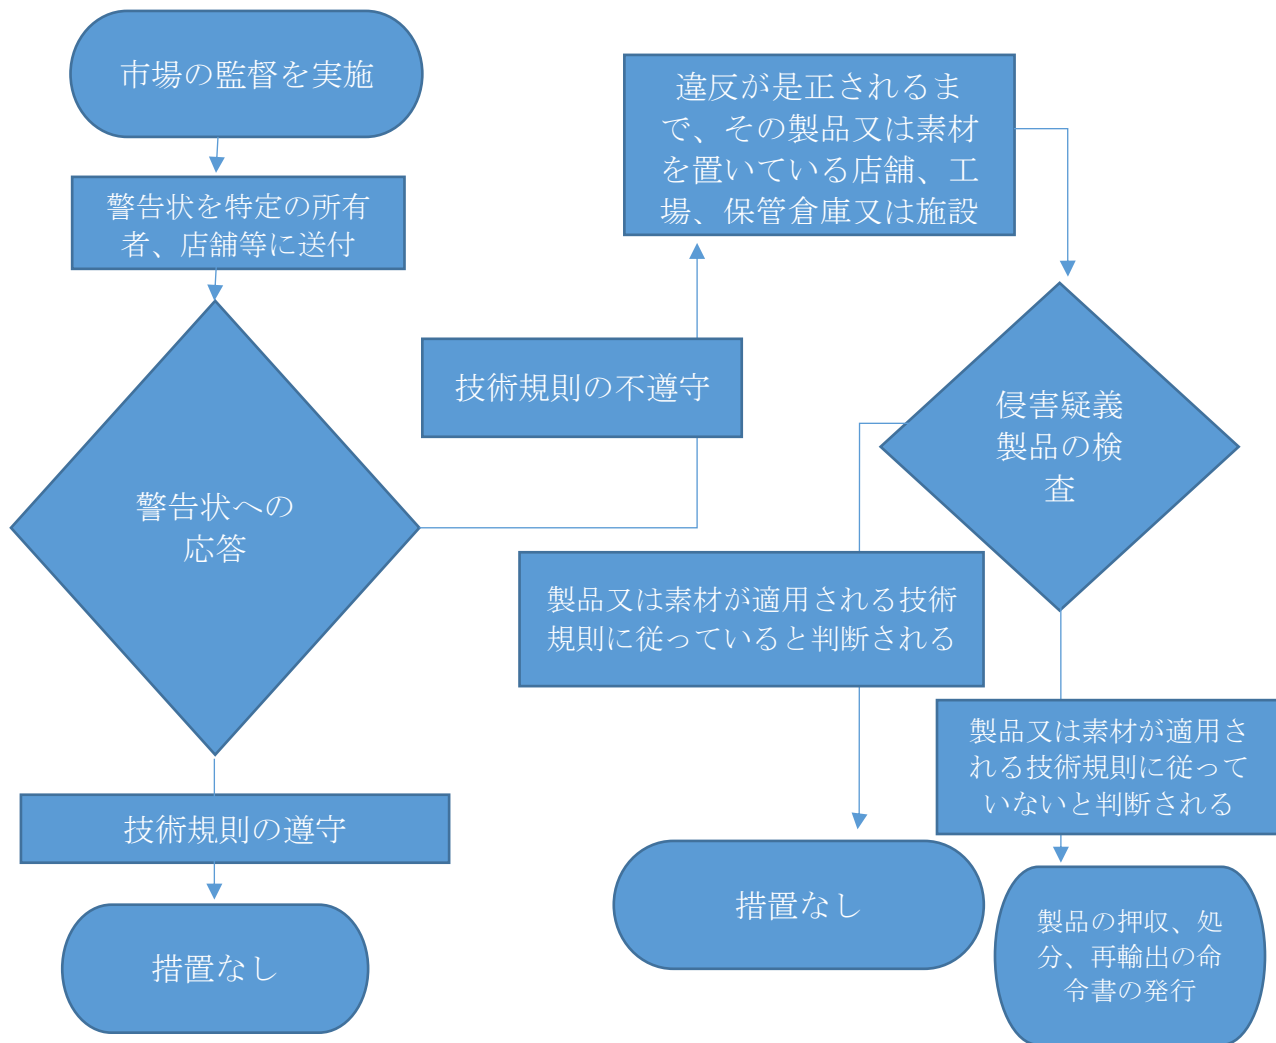 市場の監督を実施
警告状を特定の所有
者、店舗等に送付
警告状への
応答
技術規則の遵守
措置なし
技術規則の不遵守
違反が是正されるま
で、その製品又は素材
を置いている店舗、工
場、保管倉庫又は施設
侵害疑義
製品の検
査
製品又は素材が適用される技術
規則に従っていると判断される
措置なし
製品又は素材が適用さ
れる技術規則に従って
いないと判断される
製品の押収、処
分、再輸出の命
令書の発行